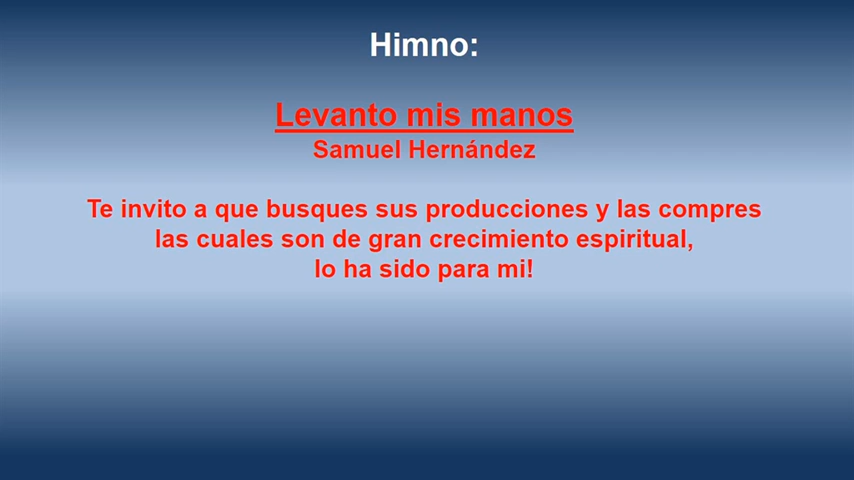 Himno:
Levanto mis manos
Samuel Hernández
Te invito a que busques sus producciones y las compres
las cuales son de gran crecimiento espiritual,
lo ha sido para mi!